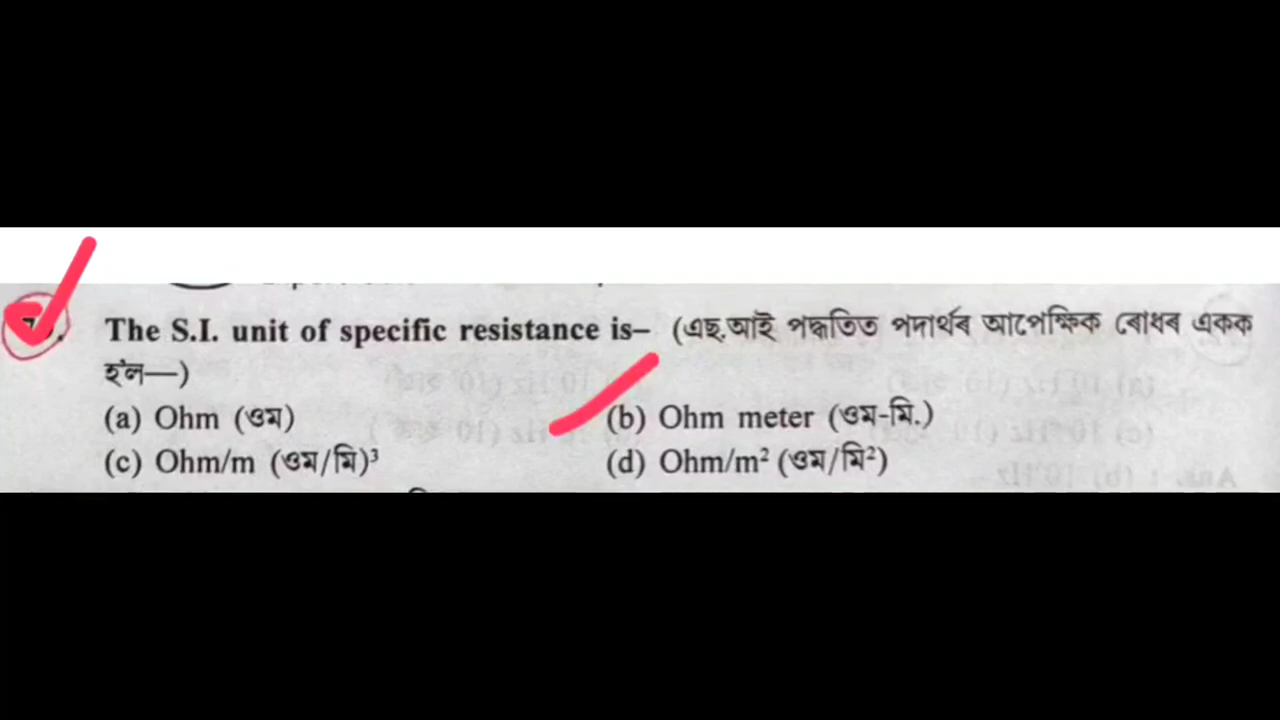 The S.I. unit of specific resistance is– (এছ.আই পদ্ধতিত পদাৰ্থৰ আপেক্ষিক ৰোধৰ একক
হ'ল—)
(a) Ohm (ওম) (b) Ohm meter (ওম-মি.)
(c) Ohm/m (ওম/মি)³ (d) Ohm/m² (ওম/মি²)